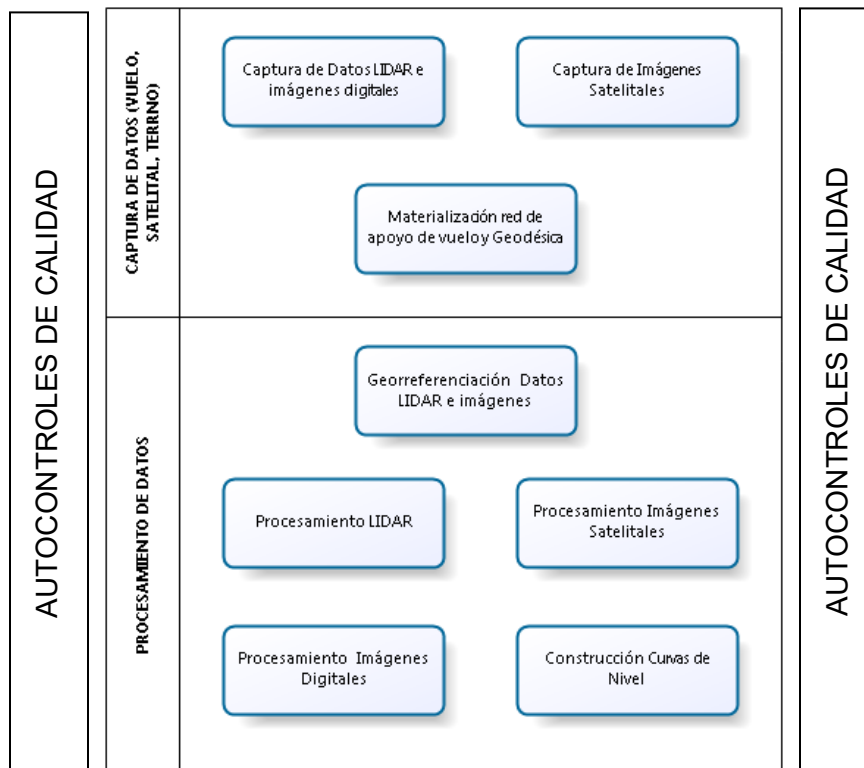 AUTOCONTROLES DE CALIDAD
CAPTURA DE DATOS (VUELO,
SATELITAL, TERRNO)
Captura de Datos LIDAR e
imágenes digitales
Captura de Imágenes
Satelitales
Materialización red de
apoyo de vuelo y Geodésica
PROCESAMIENTO DE DATOS
Georreferenciación Datos
LIDAR e imágenes
Procesamiento LIDAR
Procesamiento Imágenes
Satelitales
Procesamiento Imágenes
Digitales
Construcción Curvas de
Nivel
AUTOCONTROLES DE CALIDAD